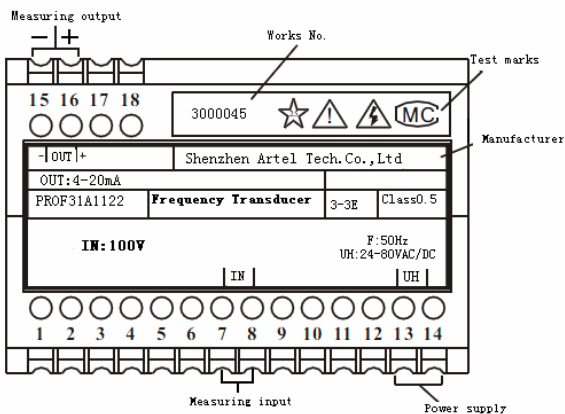 Measuring output
− +
Works No.
Test marks
15 16 17 18
3000045 ! MC
Manufacturer
- OUT + Shenzhen Artel Tech.Co.,Ltd
OUT:4-20mA
PROF31A1122 Frequency Transducer 3-3E Class0.5
IN:100V F:50Hz
UH:24-80VAC/DC
IN UH
1 2 3 4 5 6 7 8 9 10 11 12 13 14
Measuring input
Power supply